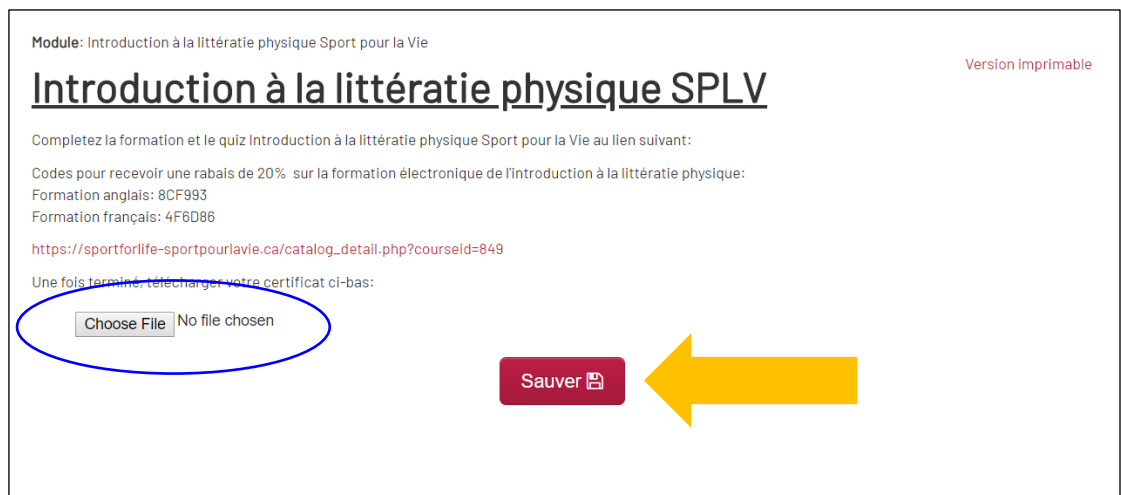 Module: Introduction à la littératie physique Sport pour la Vie
Version imprimable
Introduction à la littératie physique SPLV
Completez la formation et le quiz Introduction à la littératie physique Sport pour la Vie au lien suivant:
Codes pour recevoir une rabais de 20% sur la formation électronique de l'introduction à la littératie physique:
Formation anglais: 8CF993
Formation français: 4F6D86
https://sportforlife-sportpourlavie.ca/catalog_detail.php?courseid=849
Une fois terminé, télécharger votre certificat ci-bas:
Choose File No file chosen
Sauver